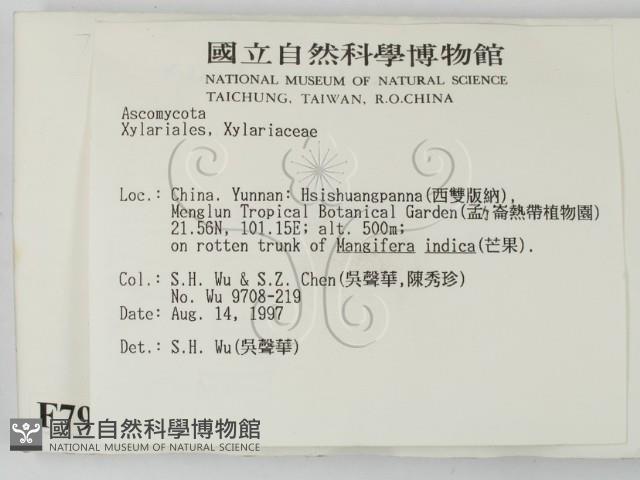 國立自然科學博物館
NATIONAL MUSEUM OF NATURAL SCIENCE
TAICHUNG, TAIWAN, R.O.CHINA
Ascomycota
Xylariales, Xylariaceae
Loc.: China. Yunnan: Hsishuangpanna(西雙版納),
Menglun Tropical Botanical Garden(孟力崙熱帶植物園)
21.56N, 101.15E; alt. 500m;
on rotten trunk of Mangifera indica(芒果).
Col.: S.H. Wu & S.Z. Chen(吳聲華,陳秀珍)
No. Wu 9708-219
Date: Aug. 14, 1997
Det.: S.H. Wu(吳聲華)
F79
國立自然科學博物館
NATIONAL MUSEUM OF NATURAL SCIENCE